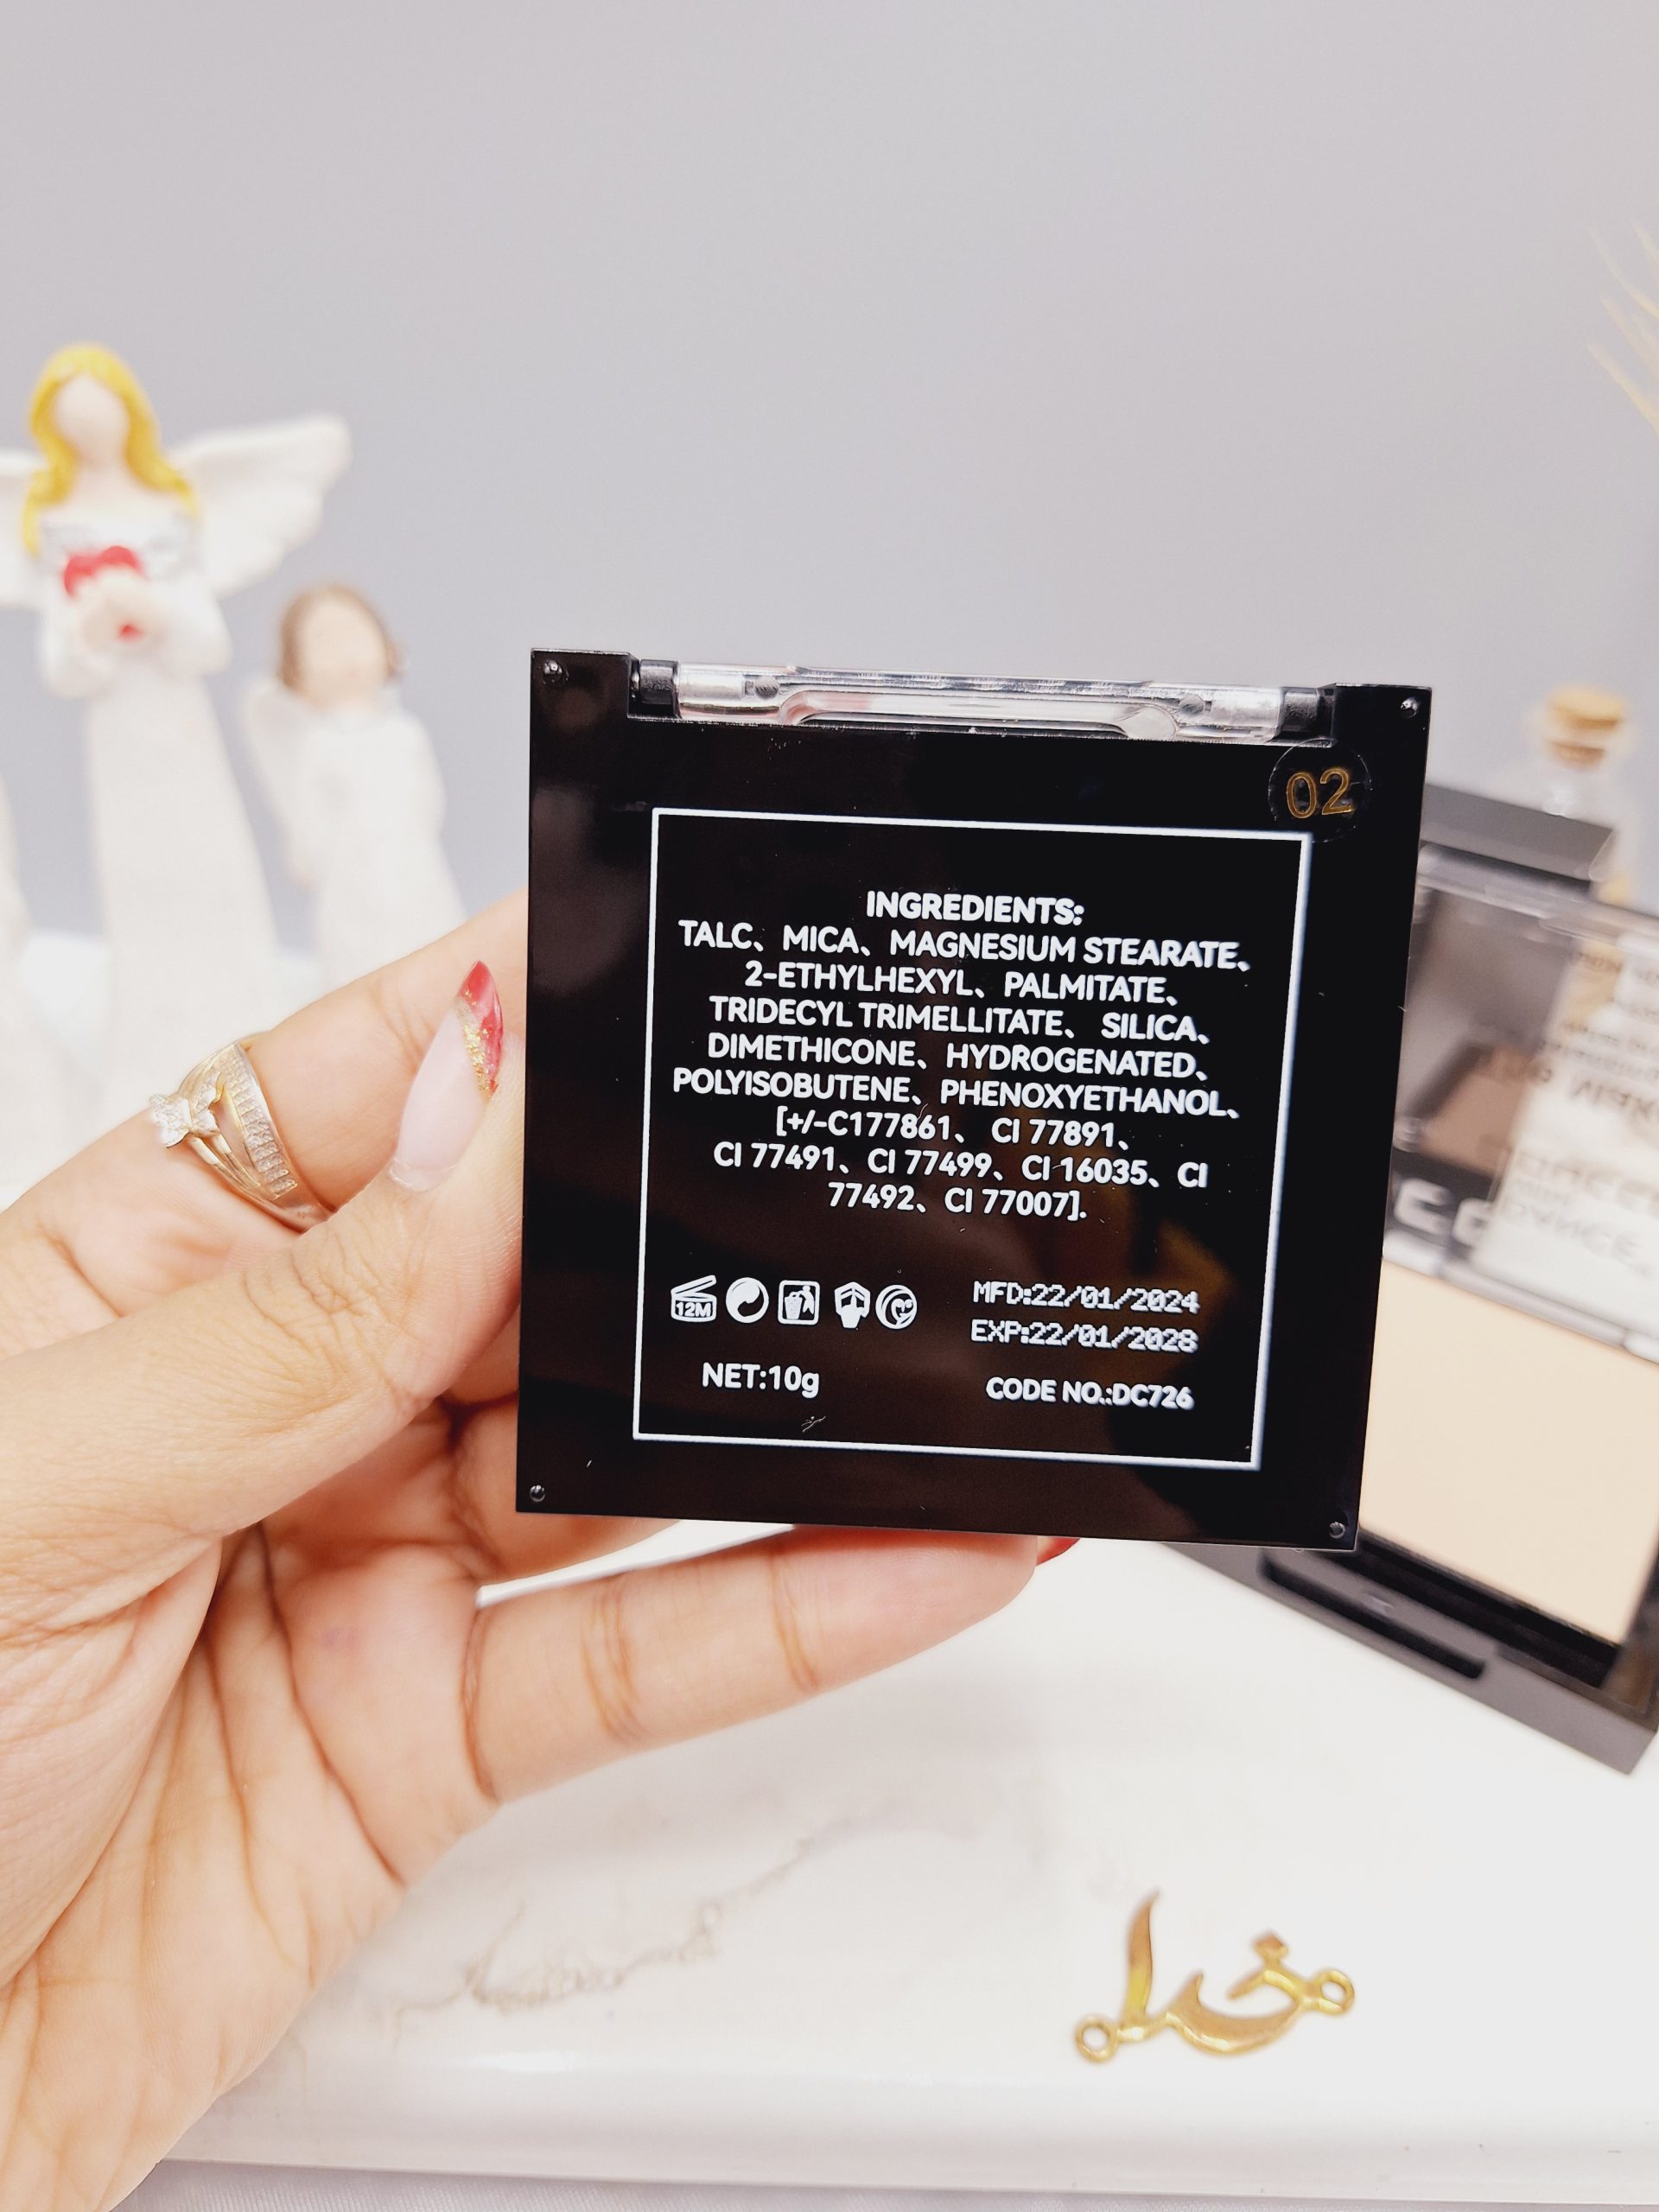 02
INGREDIENTS:
TALC、MICA、MAGNESIUM STEARATE、
2-ETHYLHEXYL、PALMITATE、
TRIDECYL TRIMELLITATE、SILICA、
DIMETHICONE、HYDROGENATED、
POLYISOBUTENE、PHENOXYETHANOL、
[+/-C177861、CI 77891、
CI 77491、CI 77499、CI 16035、CI
77492、CI 77007].
12M
MFD:22/01/2024
EXP:22/01/2028
NET:10g
CODE NO.:DC726
خدا